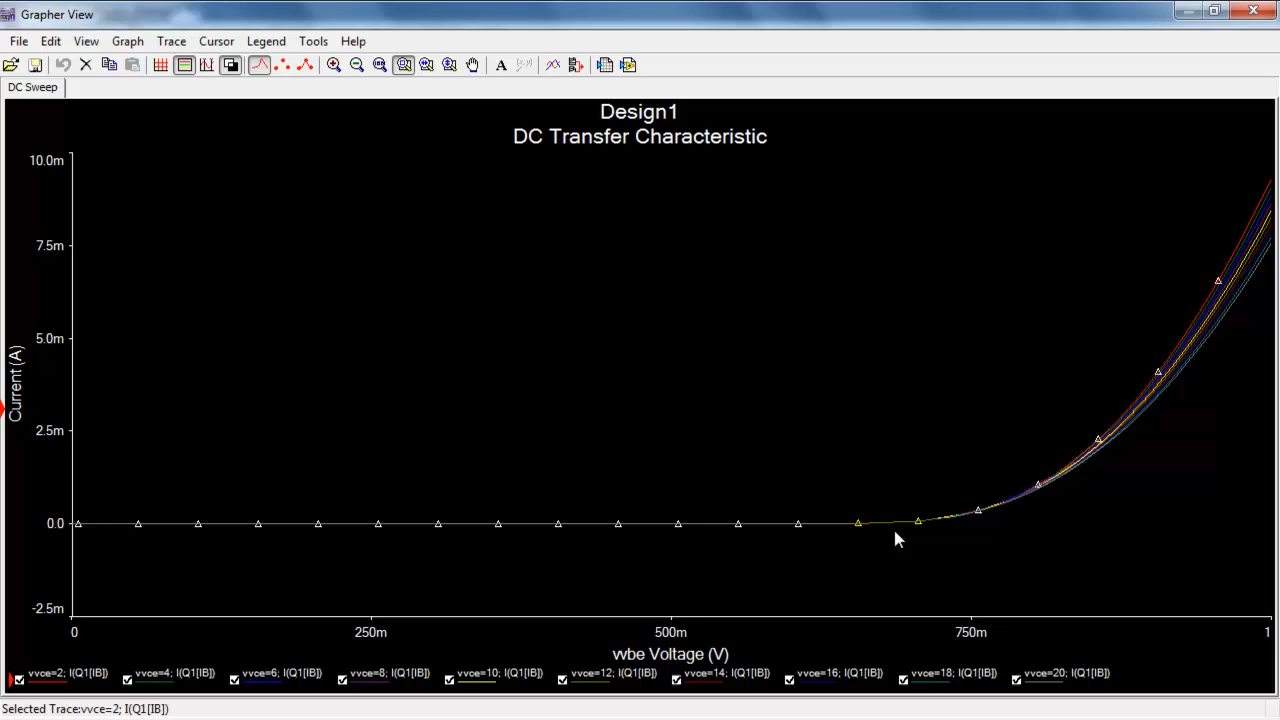 Grapher View
File Edit View Graph Trace Cursor Legend Tools Help
DC Sweep
Design1
DC Transfer Characteristic
10.0m
7.5m
5.0m
2.5m
0.0
-2.5m
Current (A)
0 250m 500m 750m 1
vvbe Voltage (V)
vvce=2; I(Q1[IB]) vvce=4; I(Q1[IB]) vvce=6; I(Q1[IB]) vvce=8; I(Q1[IB]) vvce=10; I(Q1[IB]) vvce=12; I(Q1[IB]) vvce=14; I(Q1[IB]) vvce=16; I(Q1[IB]) vvce=18; I(Q1[IB]) vvce=20; I(Q1[IB])
Selected Trace:vvce=2; I(Q1[IB])